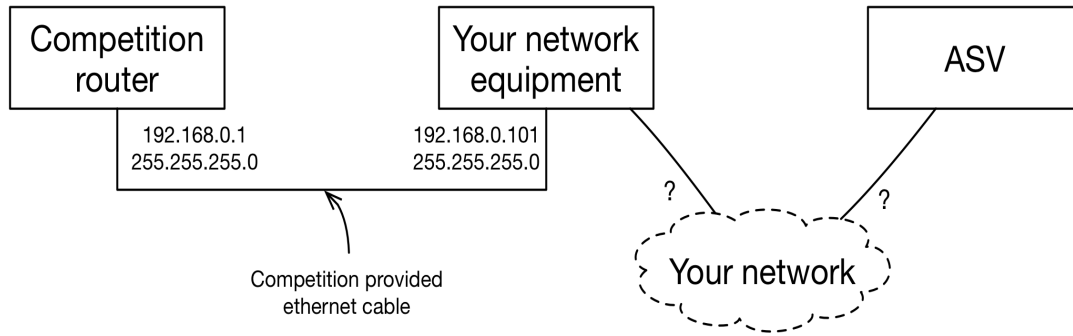 Competition
router
Your network
equipment
ASV
192.168.0.1
255.255.255.0
192.168.0.101
255.255.255.0
?
?
Your network
Competition provided
ethernet cable